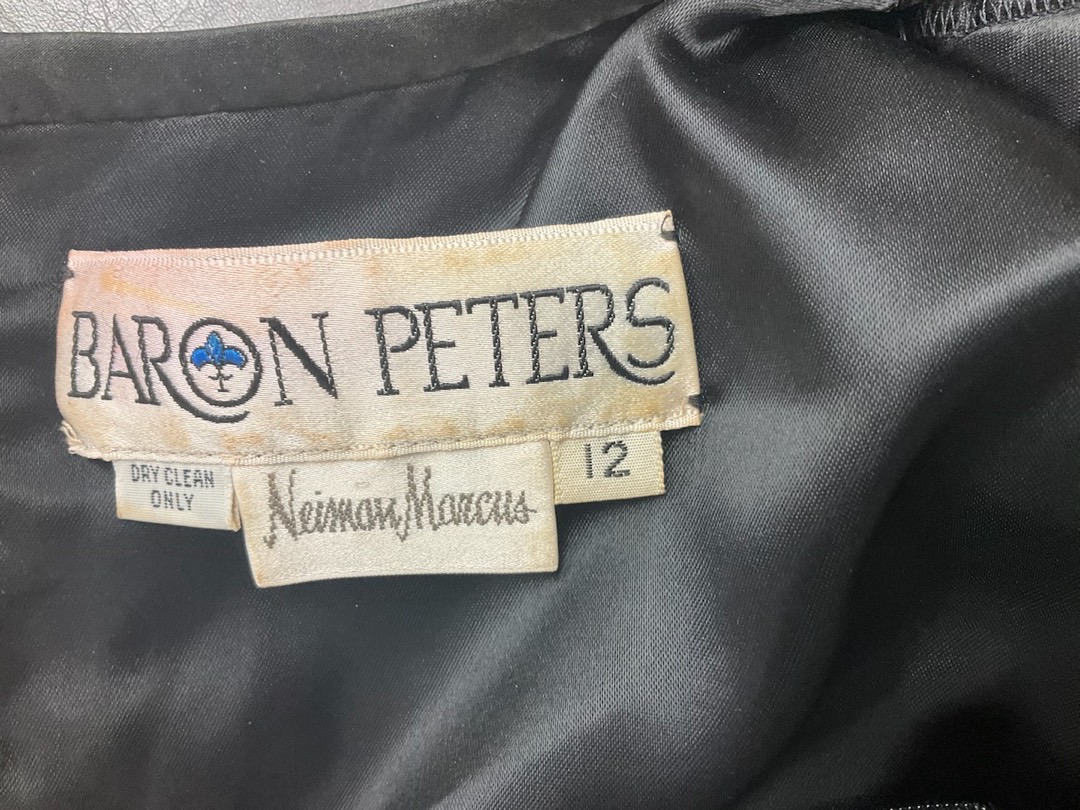 BARON PETERS
DRY CLEAN
ONLY
Neiman Marcus
12